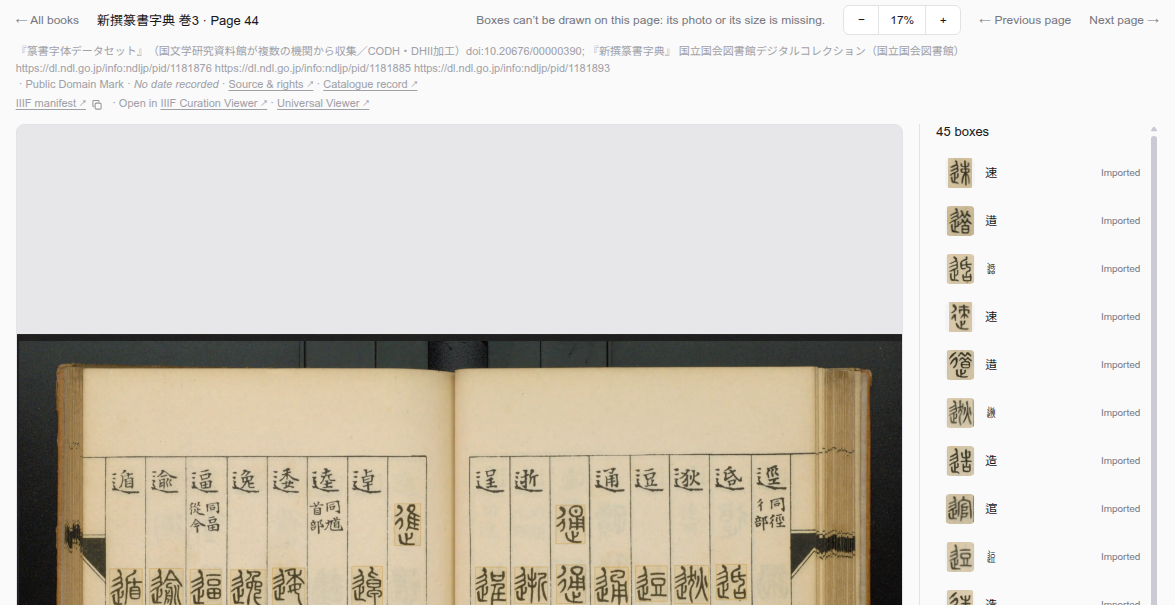 ← All books
新撰篆書字典 巻3 · Page 44
Boxes can't be drawn on this page: its photo or its size is missing.
−
17%
+
← Previous page
Next page →
『篆書字体データセット』（国文学研究資料館が複数の機関から収集／CODH・DHII加工）doi:10.20676/00000390; 『新撰篆書字典』 国立国会図書館デジタルコレクション（国立国会図書館）
https://dl.ndl.go.jp/info:ndljp/pid/1181876 https://dl.ndl.go.jp/info:ndljp/pid/1181885 https://dl.ndl.go.jp/info:ndljp/pid/1181893
· Public Domain Mark · No date recorded · Source & rights ↗ · Catalogue record ↗
IIIF manifest ↗ · Open in IIIF Curation Viewer ↗ · Universal Viewer ↗
45 boxes
速 Imported
Imported
Imported
速 Imported
Imported
Imported
造 Imported
逭 Imported
Imported
Imported
逕
同徑
彳部
逖
逗
通
逝
逞
逴
逵
同馗
首部
逶
逸
逼
同畐
從今
逾
遁